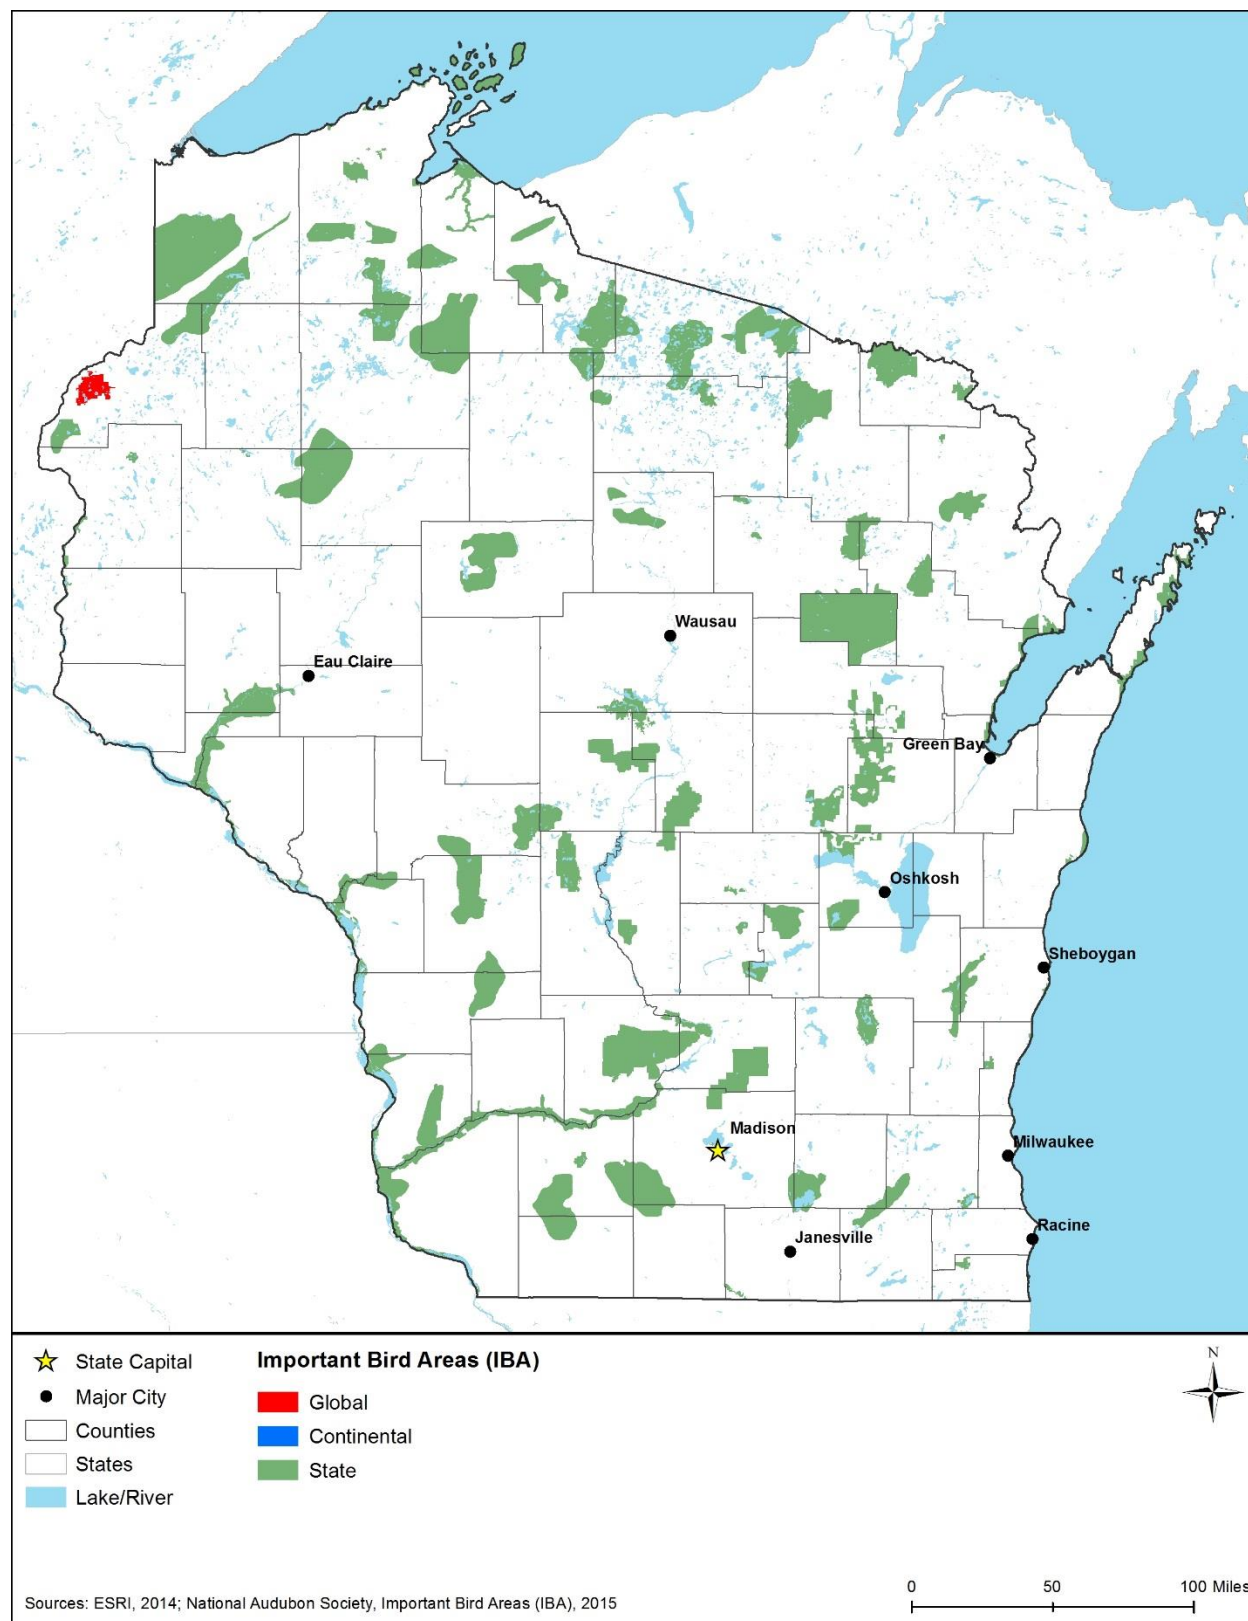 Wausau
Eau Claire
Green Bay
Oshkosh
Sheboygan
Madison
Milwaukee
Racine
Janesville
State Capital
Major City
Counties
States
Lake/River
Important Bird Areas (IBA)
Global
Continental
State
N
0 50 100 Miles
Sources: ESRI, 2014; National Audubon Society, Important Bird Areas (IBA), 2015